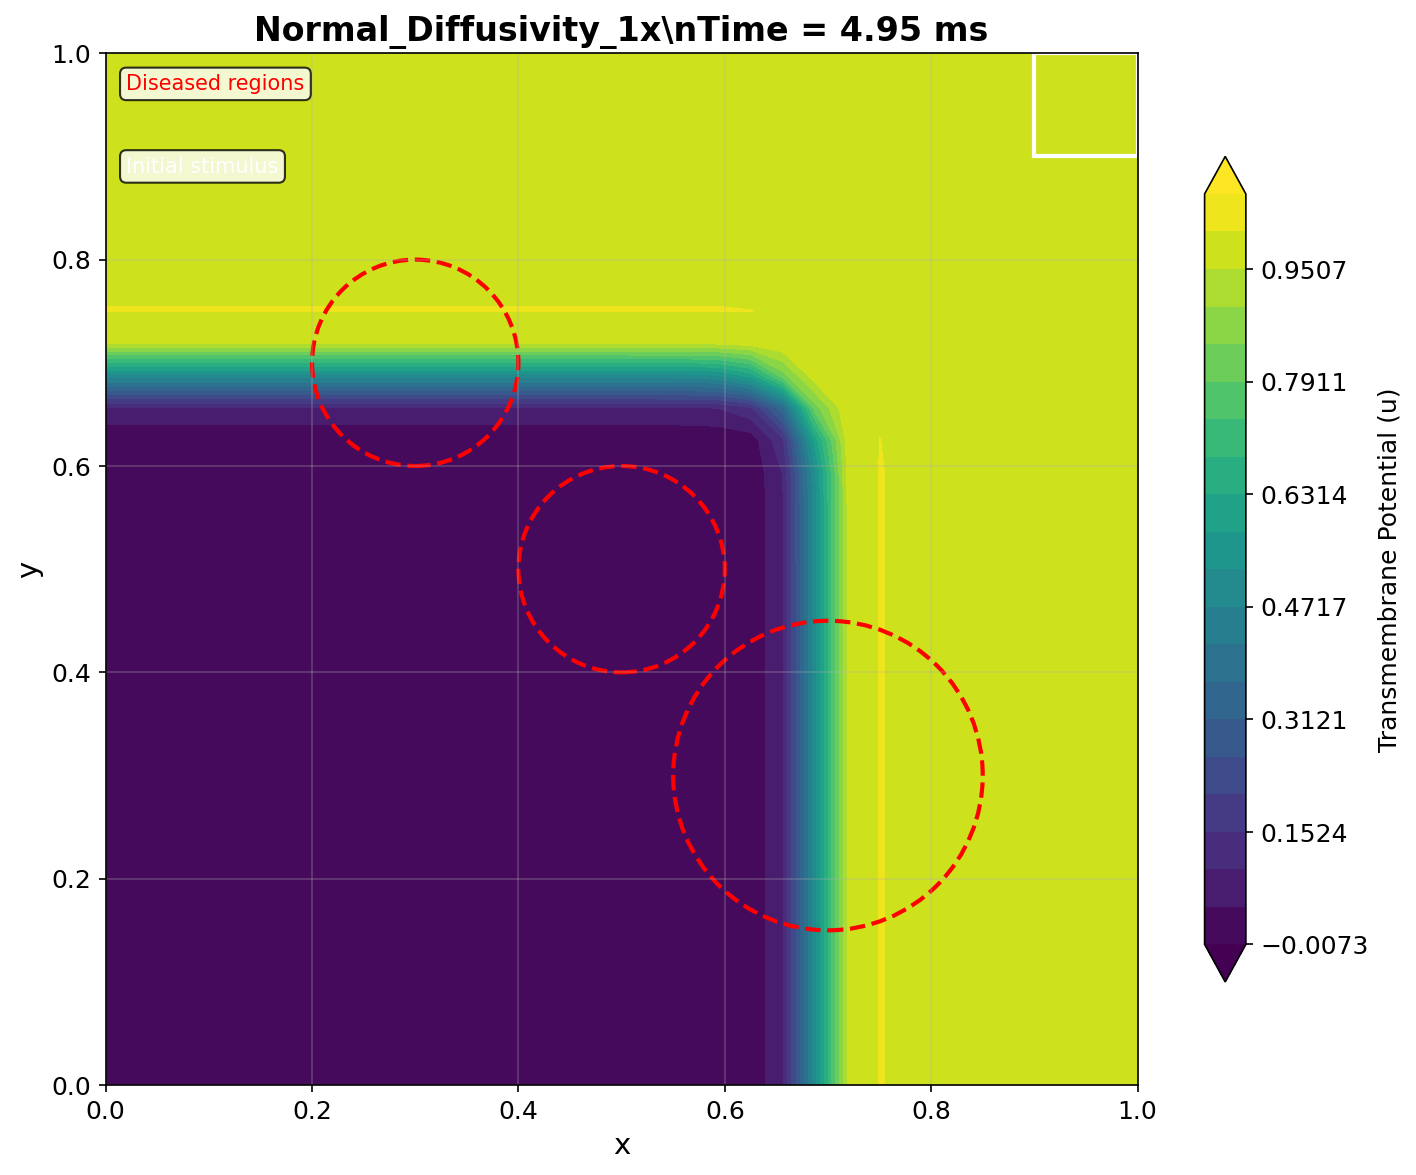 Normal_Diffusivity_1x\nTime = 4.95 ms
1.0
Diseased regions
Initial stimulus
0.8
0.6
0.4
0.2
0.0
y
0.0 0.2 0.4 0.6 0.8 1.0
x
0.9507
0.7911
0.6314
0.4717
0.3121
0.1524
−0.0073
Transmembrane Potential (u)